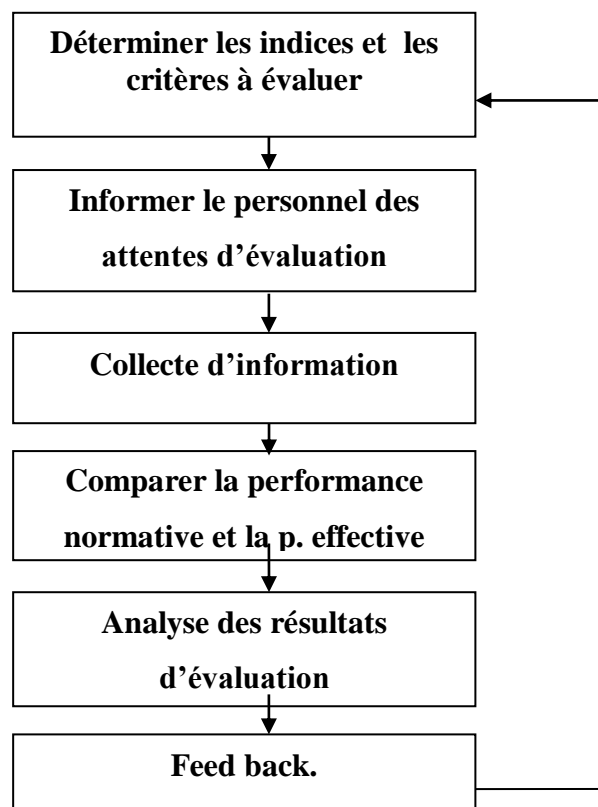 Déterminer les indices et  les
critères à évaluer
Informer le personnel des
attentes d’évaluation
Collecte d’information
Comparer la performance
normative et la p. effective
Analyse des résultats
d’évaluation
Feed back.